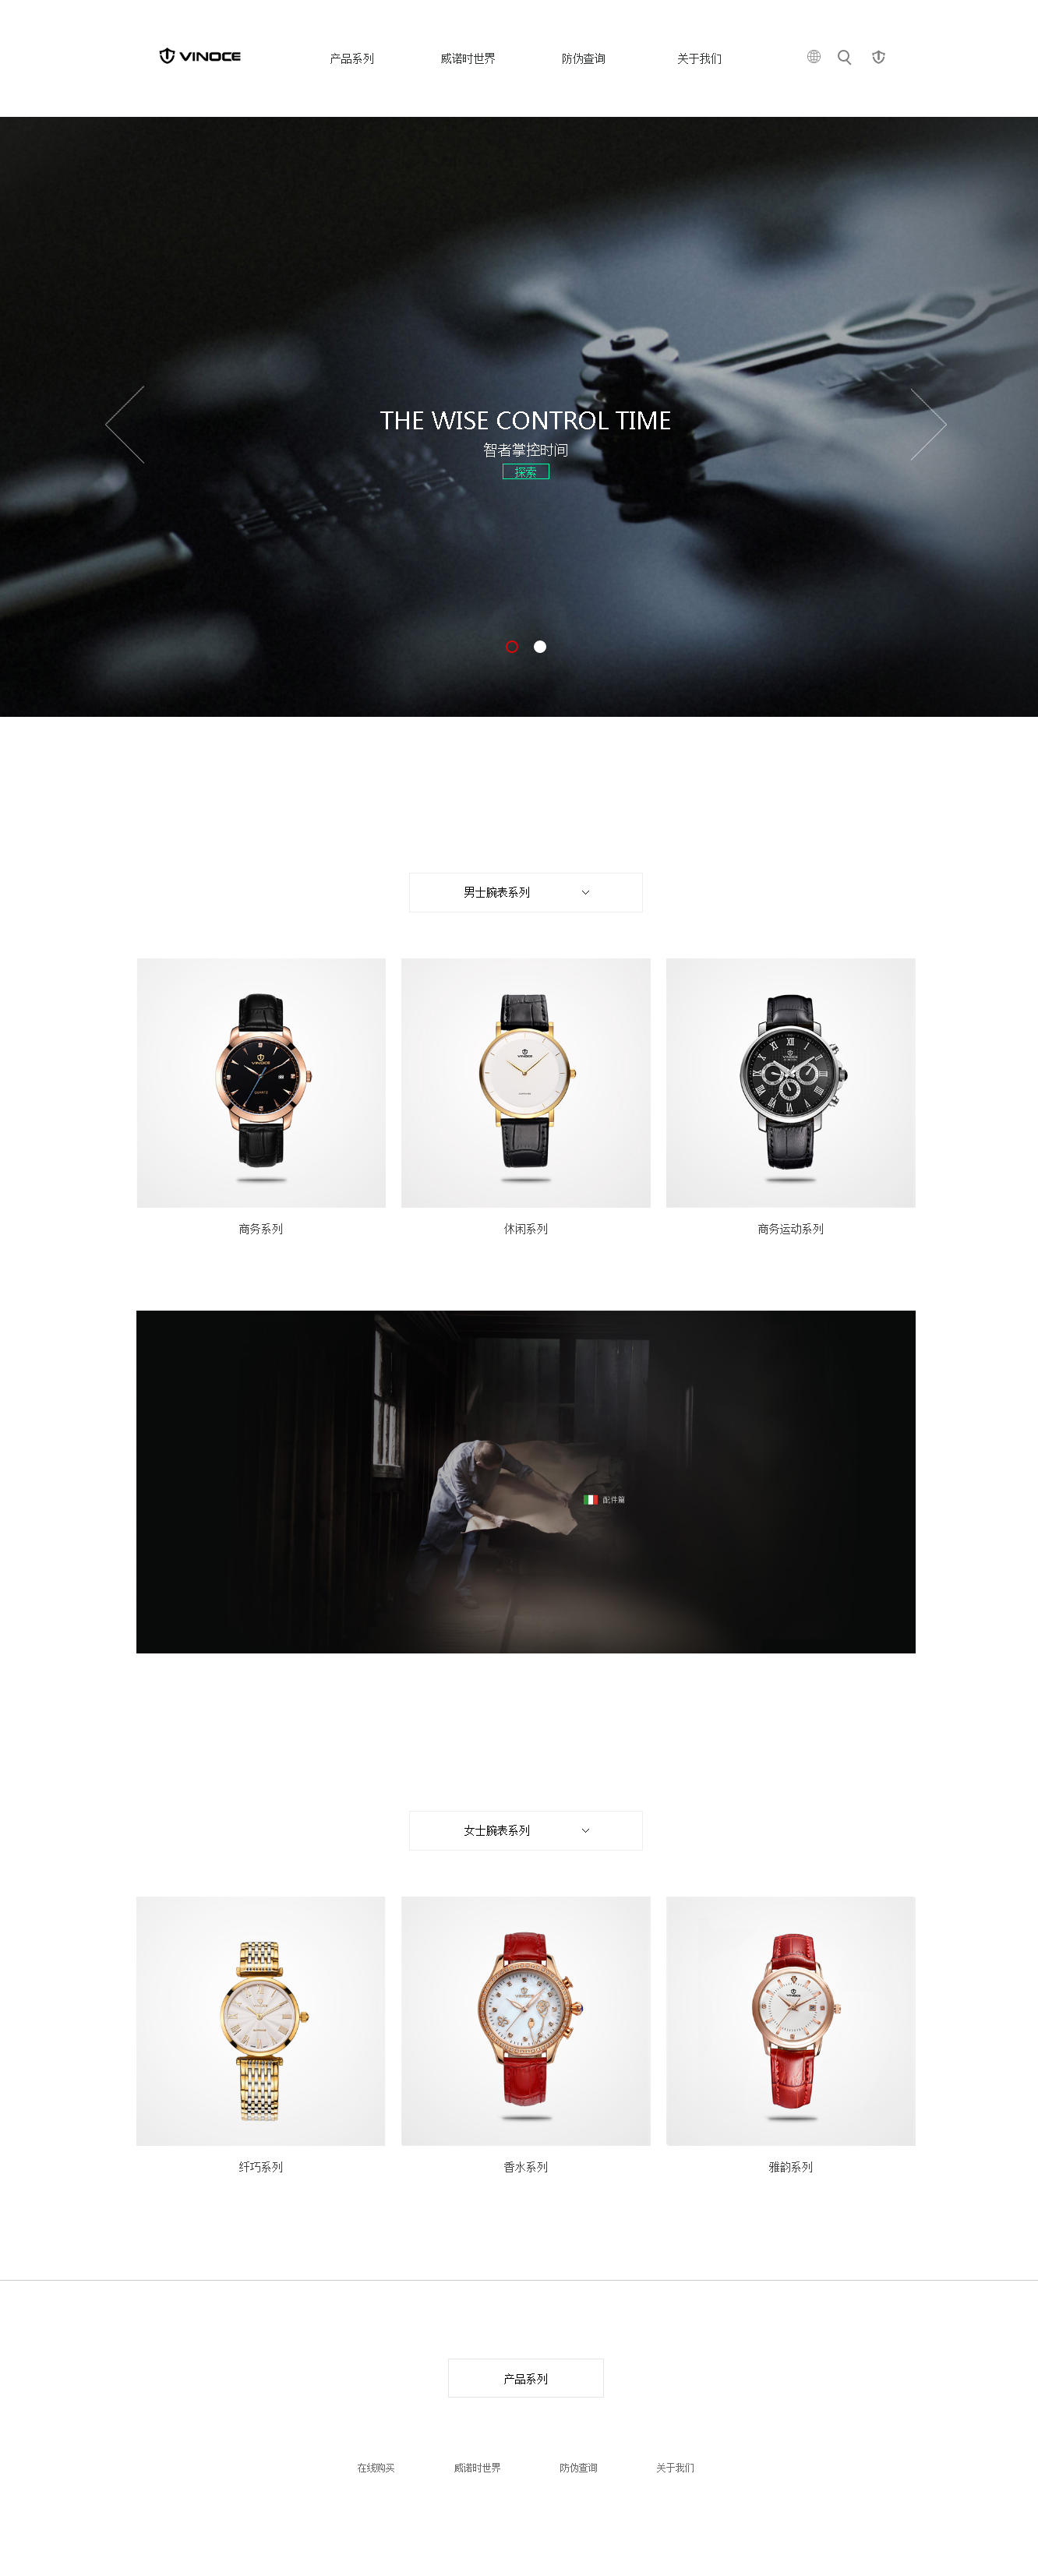 VINOCE
产品系列
威诺时世界
防伪查询
关于我们
THE WISE CONTROL TIME
智者掌控时间
探索
男士腕表系列
商务系列
休闲系列
商务运动系列
配件篇
女士腕表系列
纤巧系列
香水系列
雅韵系列
产品系列
在线购买
威诺时世界
防伪查询
关于我们